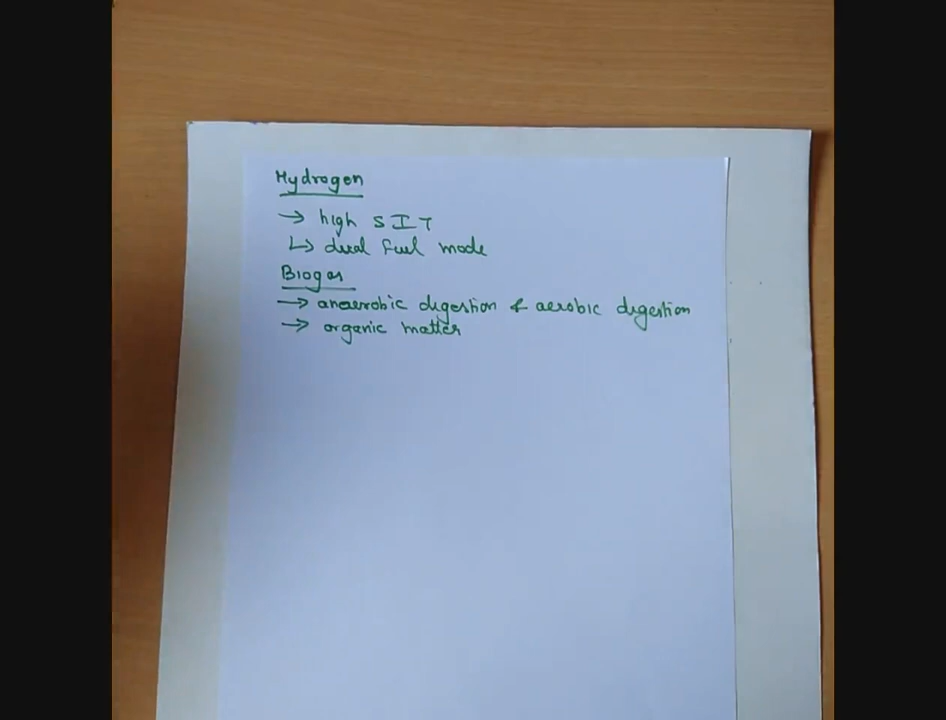 Hydrogen
→ high SIT
↳ dual fuel mode
Biogas
→ anaerobic digestion & aerobic digestion
→ organic matter